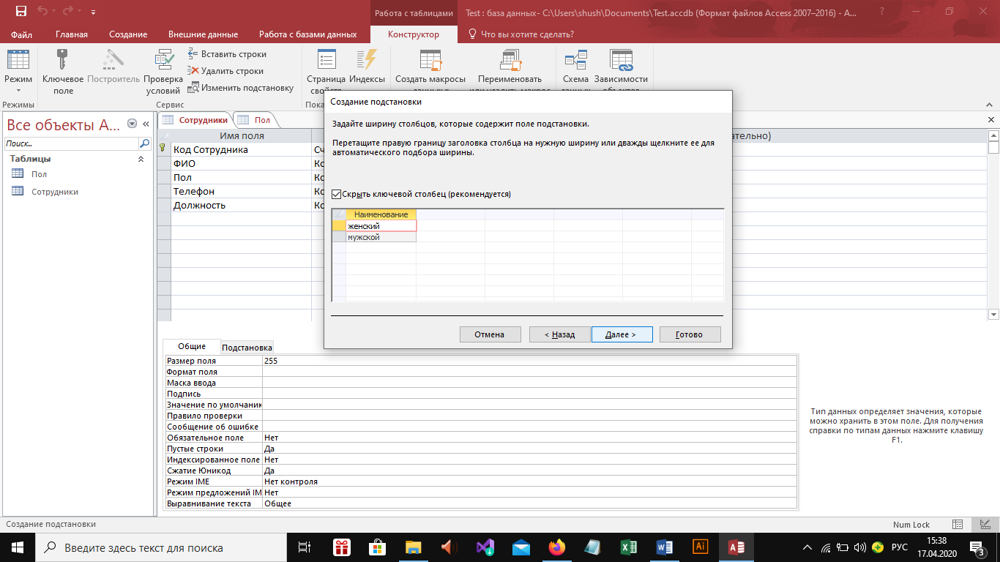 Работа с таблицами
Test : база данных- C:\Users\shush\Documents\Test.accdb (Формат файлов Access 2007–2016) - A...
?
Файл
Главная
Создание
Внешние данные
Работа с базами данных
Конструктор
Что вы хотите сделать?
Режим
Ключевое
поле
Построитель
Проверка
условий
Вставить строки
Удалить строки
Изменить подстановку
Страница
свойств
Индексы
Создать макросы
данных
Переименовать
или удалить макрос
Схема
данных
Зависимости
объектов
Режимы
Сервис
Пока
Все объекты A...
«
Поиск...
Таблицы
Пол
Сотрудники
Сотрудники
Пол
Имя поля
ательно)
Код Сотрудника
Сч
ФИО
Ко
Пол
Ко
Телефон
Ко
Должность
Ко
Создание подстановки
Задайте ширину столбцов, которые содержит поле подстановки.
Перетащите правую границу заголовка столбца на нужную ширину или дважды щелкните ее для
автоматического подбора ширины.
Скрыть ключевой столбец (рекомендуется)
Наименование
женский
мужской
Отмена
< Назад
Далее >
Готово
Общие
Подстановка
Размер поля 255
Формат поля
Маска ввода
Подпись
Значение по умолчани
Правило проверки
Сообщение об ошибке
Обязательное поле Нет
Пустые строки Да
Индексированное поле Нет
Сжатие Юникод Да
Режим IME Нет контроля
Режим предложений IM Нет
Выравнивание текста Общее
Тип данных определяет значения, которые
можно хранить в этом поле. Для получения
справки по типам данных нажмите клавишу
F1.
Создание подстановки
Num Lock
Введите здесь текст для поиска
Ai
РУС
15:38
17.04.2020
3